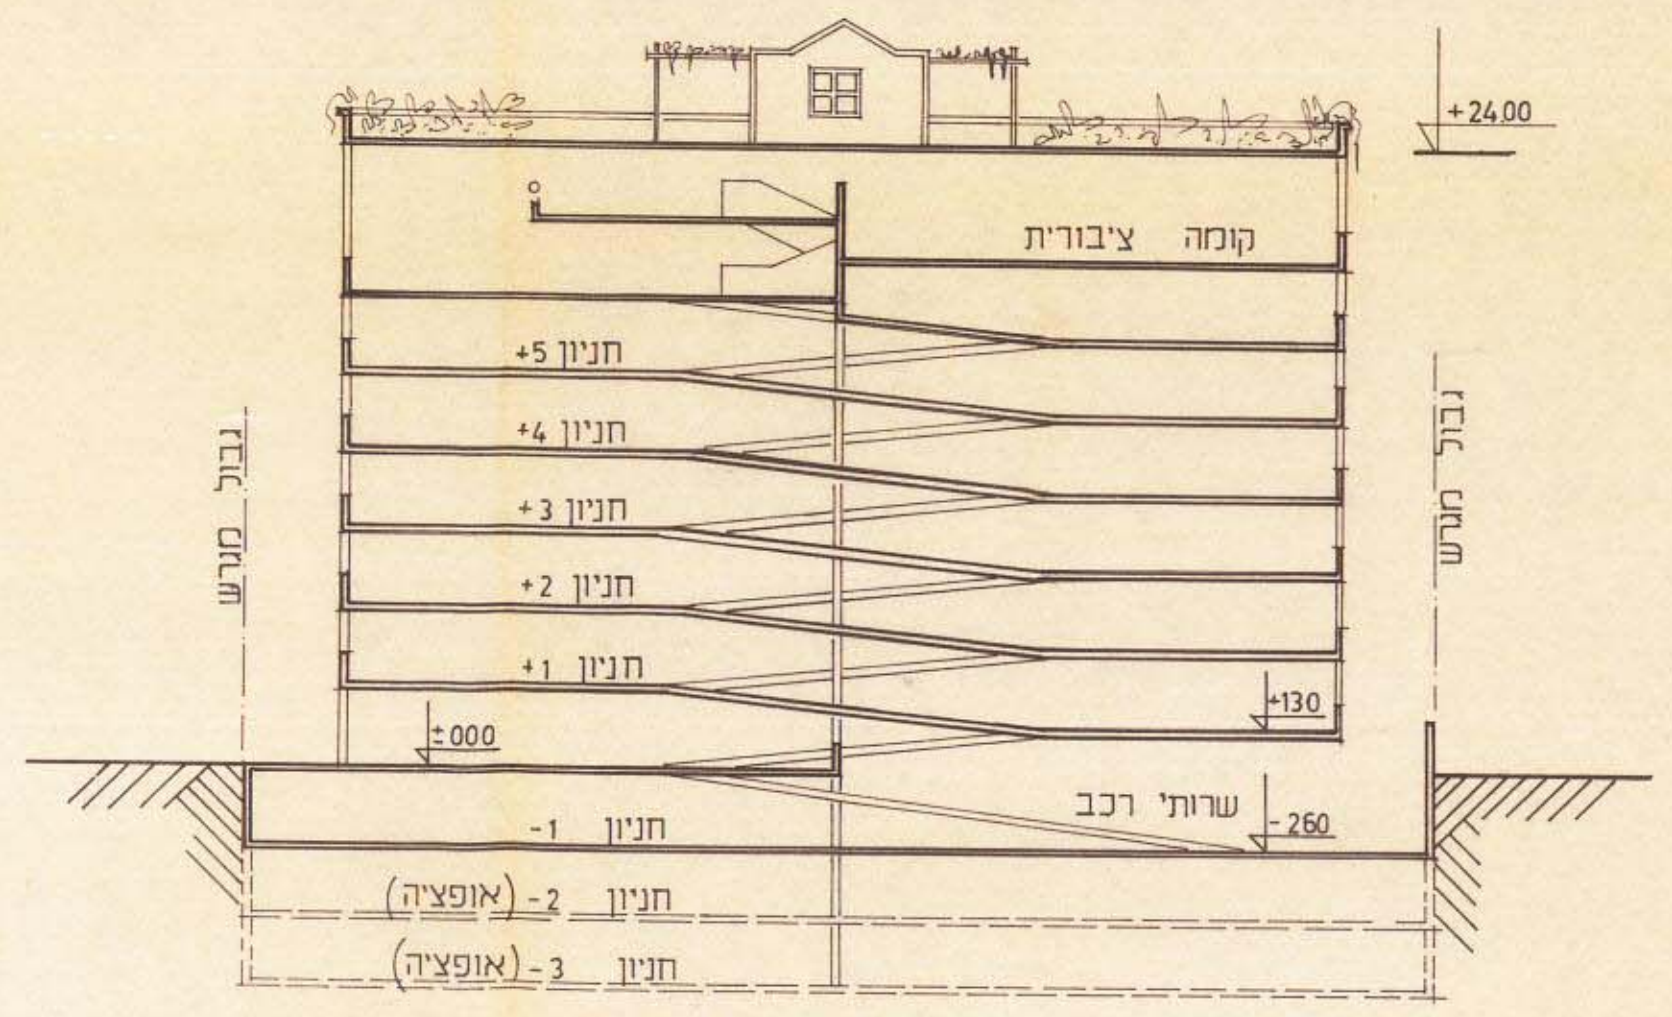 +24.00
קומה ציבורית
חניון +5
חניון +4
חניון +3
חניון +2
חניון +1
+130
±000
שרותי רכב
-260
חניון -1
חניון -2 (אופציה)
חניון -3 (אופציה)
גבול מגרש
גבול מגרש